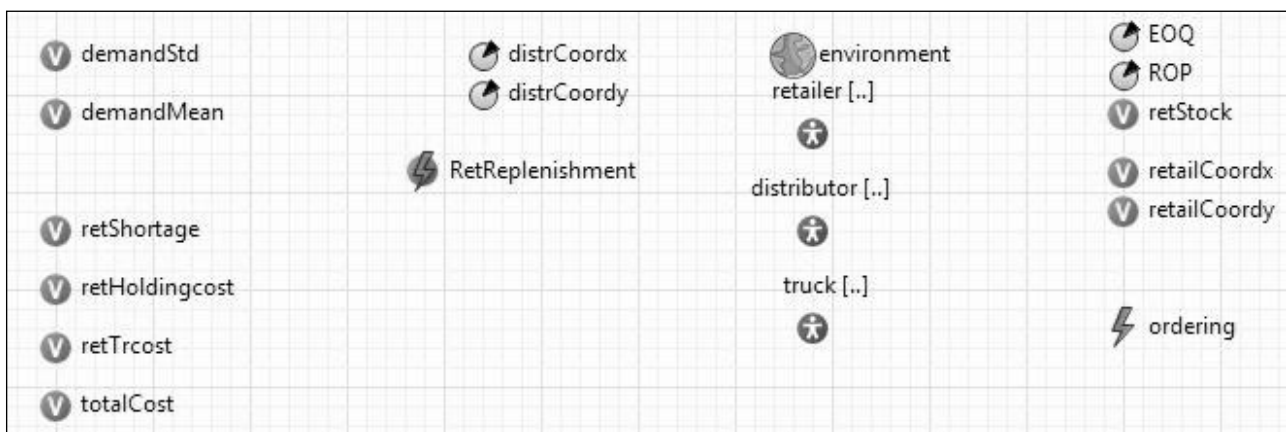 demandStd
demandMean
retShortage
retHoldingcost
retTrcost
totalCost
distrCoordx
distrCoordy
RetReplenishment
environment
retailer [..]
distributor [..]
truck [..]
EOQ
ROP
retStock
retailCoordx
retailCoordy
ordering